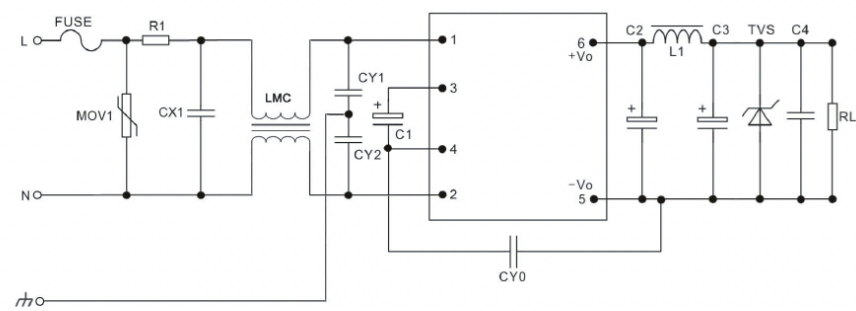 FUSE
L
R1
MOV1
CX1
LMC
CY1
CY2
C1
+
1
3
4
2
6
+Vo
−Vo
5
C2
L1
C3
TVS
C4
+
+
RL
N
CY0